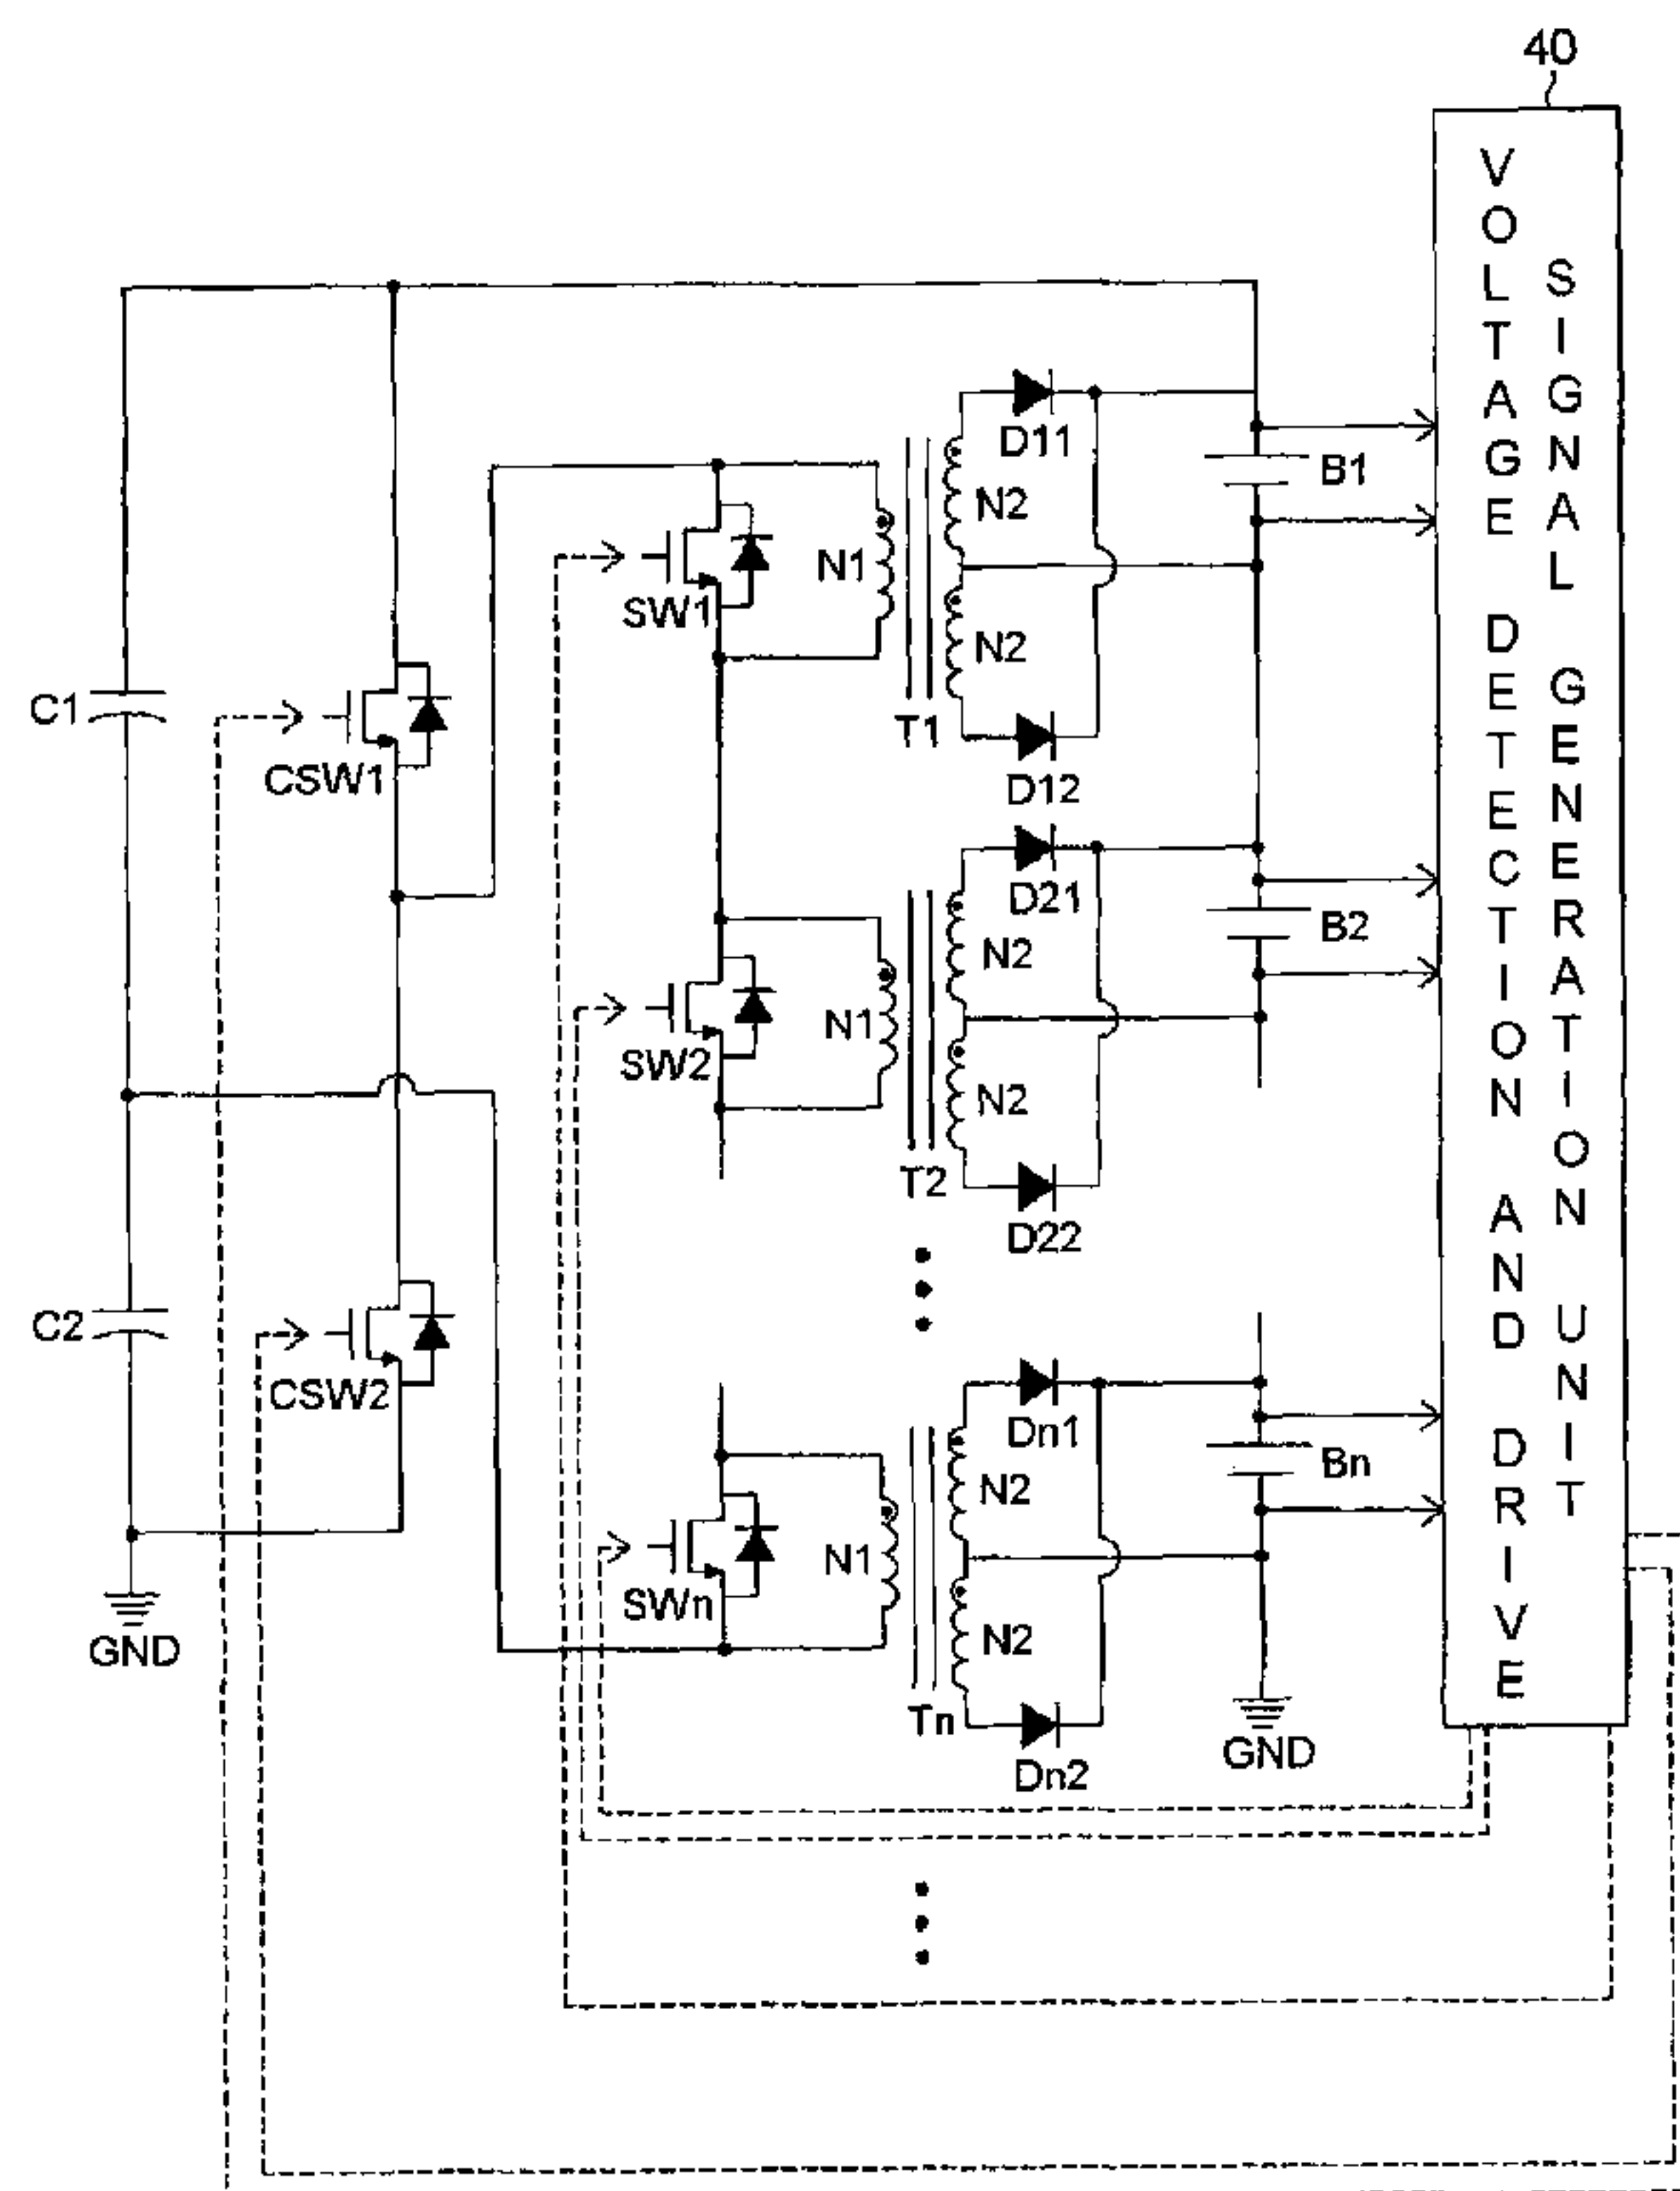 40
VOLTAGE DETECTION AND DRIVE
SIGNAL GENERATION UNIT
D11
B1
N2
N1
SW1
N2
C1
T1
CSW1
D12
D21
B2
N2
N1
SW2
N2
T2
D22
C2
CSW2
Dn1
Bn
N2
N1
SWn
N2
GND
Tn
GND
Dn2